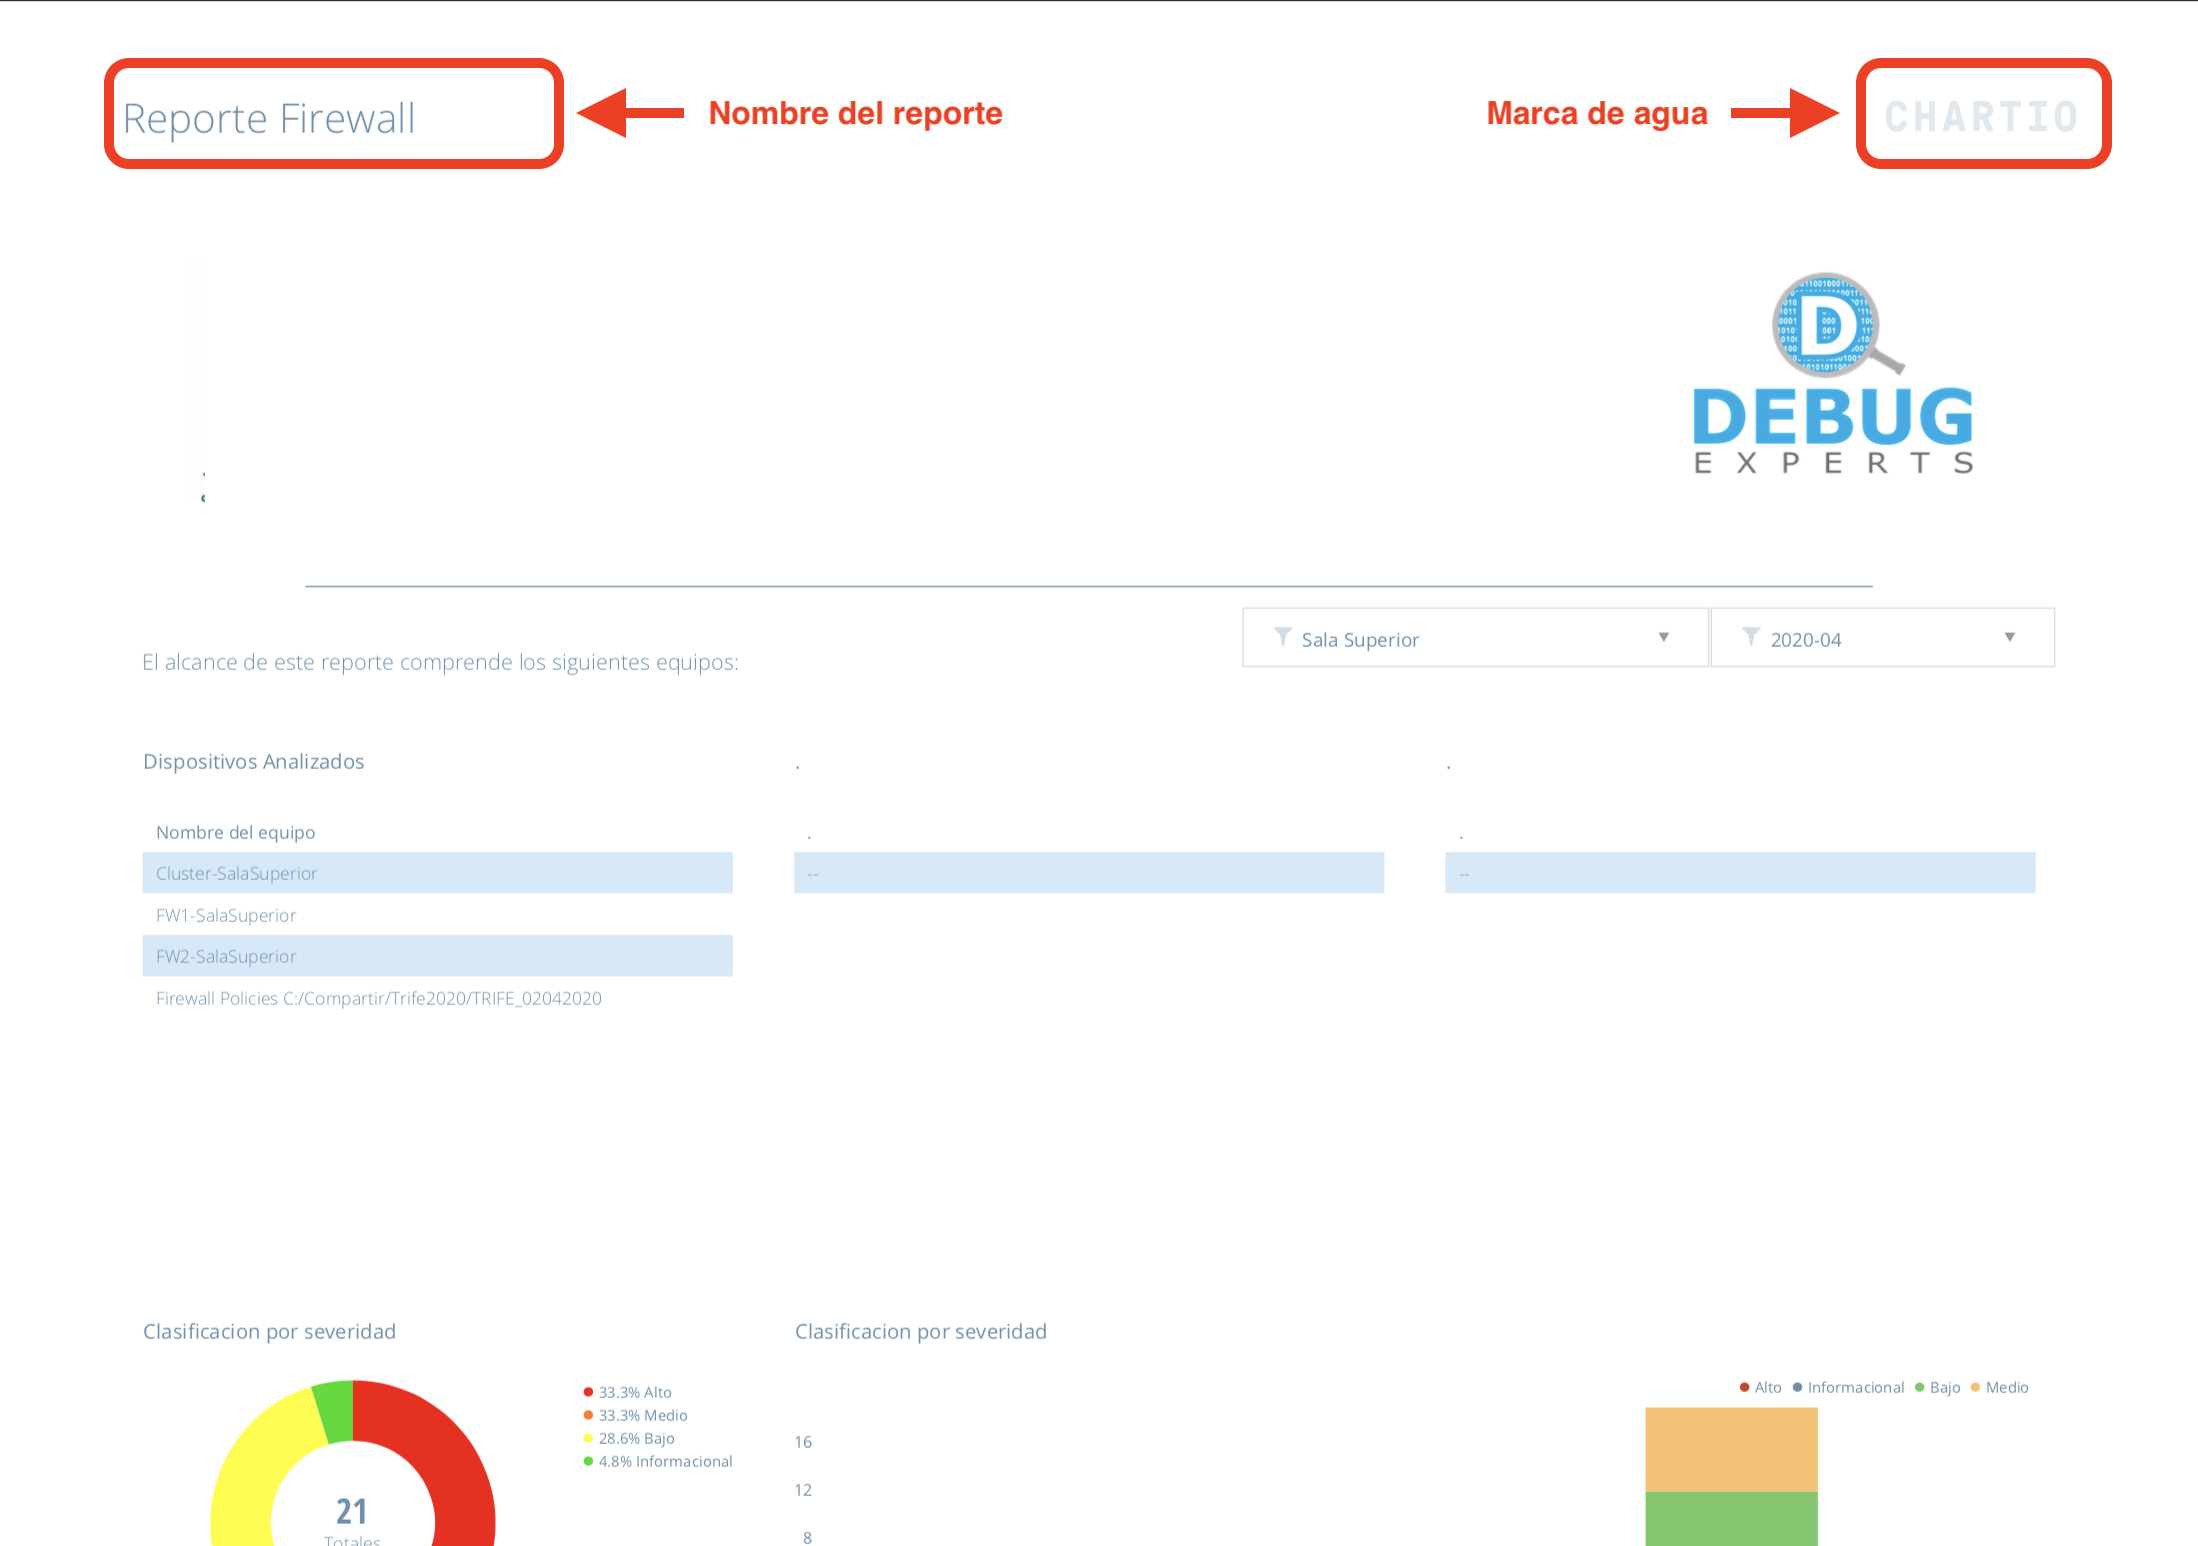 Reporte Firewall
Nombre del reporte
Marca de agua
CHARTIO
D
DEBUG
EXPERTS
Sala Superior
2020-04
El alcance de este reporte comprende los siguientes equipos:
Dispositivos Analizados
.
.
Nombre del equipo
.
.
Cluster-SalaSuperior
--
--
FW1-SalaSuperior
FW2-SalaSuperior
Firewall Policies C:/Compartir/Trife2020/TRIFE_02042020
Clasificacion por severidad
Clasificacion por severidad
33.3% Alto
33.3% Medio
28.6% Bajo
4.8% Informacional
Alto Informacional Bajo Medio
16
12
8
21
Totales